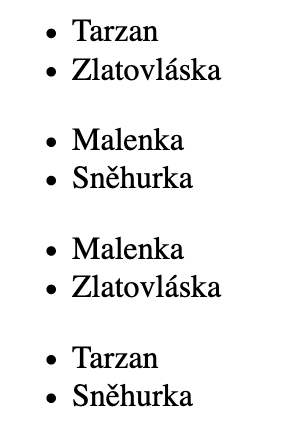 • Tarzan
• Zlatovláska
• Malenka
• Sněhurka
• Malenka
• Zlatovláska
• Tarzan
• Sněhurka